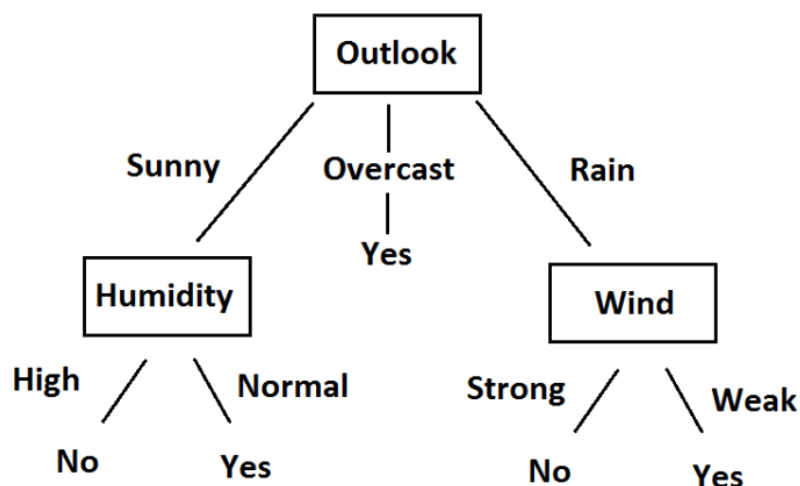 Outlook
Sunny
Overcast
Rain
Yes
Humidity
Wind
High
Normal
Strong
Weak
No
Yes
No
Yes